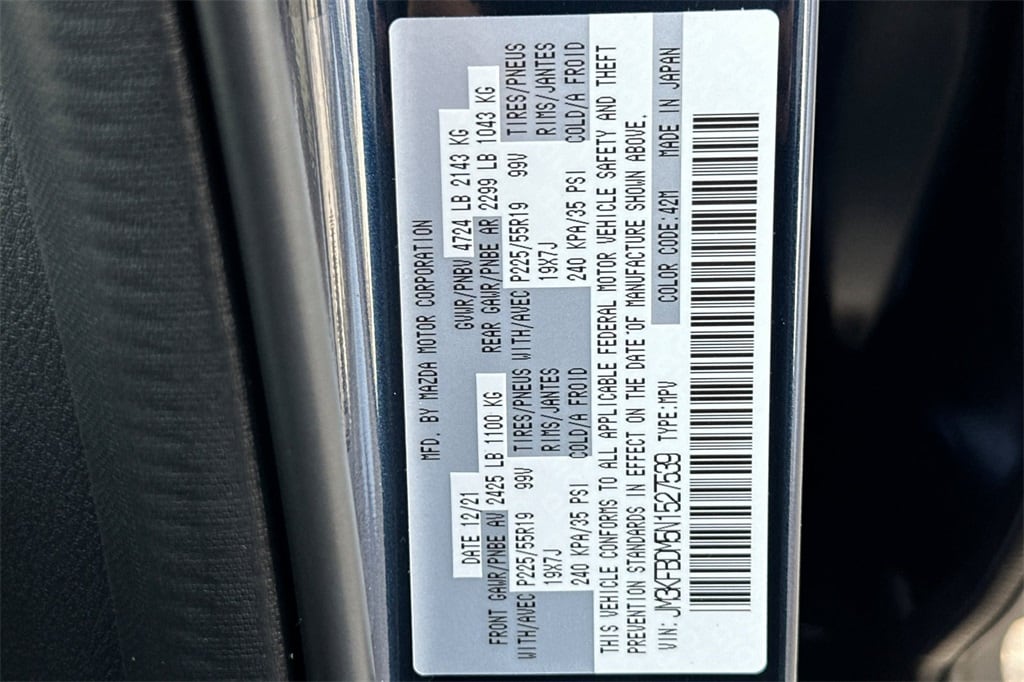 MFD. BY MAZDA MOTOR CORPORATION
DATE 12/21 GVWR/PNBV 4724 LB 2143 KG
FRONT GAWR/PNBE AV 2425 LB 1100 KG REAR GAWR/PNBE AR 2299 LB 1043 KG
WITH/AVEC P225/55R19 99V TIRES/PNEUS WITH/AVEC P225/55R19 99V TIRES/PNEUS
19X7J RIMS/JANTES 19X7J RIMS/JANTES
240 KPA/35 PSI COLD/A FROID 240 KPA/35 PSI COLD/A FROID
THIS VEHICLE CONFORMS TO ALL APPLICABLE FEDERAL MOTOR VEHICLE SAFETY AND THEFT
PREVENTION STANDARDS IN EFFECT ON THE DATE OF MANUFACTURE SHOWN ABOVE.
VIN: JM3KFBDM5N1527539 TYPE:MPV COLOR CODE:42M MADE IN JAPAN